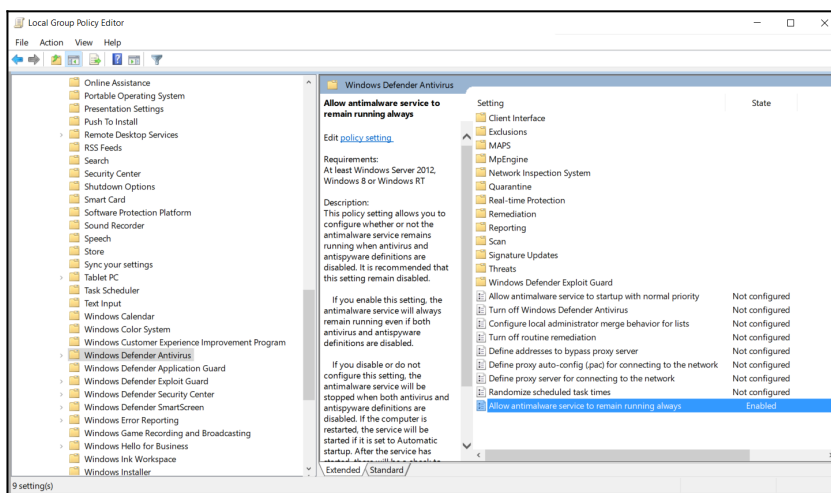 Local Group Policy Editor
File Action View Help
Online Assistance
Portable Operating System
Presentation Settings
Push To Install
Remote Desktop Services
RSS Feeds
Search
Security Center
Shutdown Options
Smart Card
Software Protection Platform
Sound Recorder
Speech
Store
Sync your settings
Tablet PC
Task Scheduler
Text Input
Windows Calendar
Windows Color System
Windows Customer Experience Improvement Program
Windows Defender Antivirus
Windows Defender Application Guard
Windows Defender Exploit Guard
Windows Defender Security Center
Windows Defender SmartScreen
Windows Error Reporting
Windows Game Recording and Broadcasting
Windows Hello for Business
Windows Ink Workspace
Windows Installer
Windows Defender Antivirus
Allow antimalware service to
remain running always
Edit policy setting
Requirements:
At least Windows Server 2012,
Windows 8 or Windows RT
Description:
This policy setting allows you to
configure whether or not the
antimalware service remains
running when antivirus and
antispyware definitions are
disabled. It is recommended that
this setting remain disabled.
If you enable this setting, the
antimalware service will always
remain running even if both
antivirus and antispyware
definitions are disabled.
If you disable or do not
configure this setting, the
antimalware service will be
stopped when both antivirus and
antispyware definitions are
disabled. If the computer is
restarted, the service will be
started if it is set to Automatic
startup. After the service has
started, there will be a check to
Setting State
Client Interface
Exclusions
MAPS
MpEngine
Network Inspection System
Quarantine
Real-time Protection
Remediation
Reporting
Scan
Signature Updates
Threats
Windows Defender Exploit Guard
Allow antimalware service to startup with normal priority Not configured
Turn off Windows Defender Antivirus Not configured
Configure local administrator merge behavior for lists Not configured
Turn off routine remediation Not configured
Define addresses to bypass proxy server Not configured
Define proxy auto-config (.pac) for connecting to the network Not configured
Define proxy server for connecting to the network Not configured
Randomize scheduled task times Not configured
Allow antimalware service to remain running always Enabled
Extended Standard
9 setting(s)